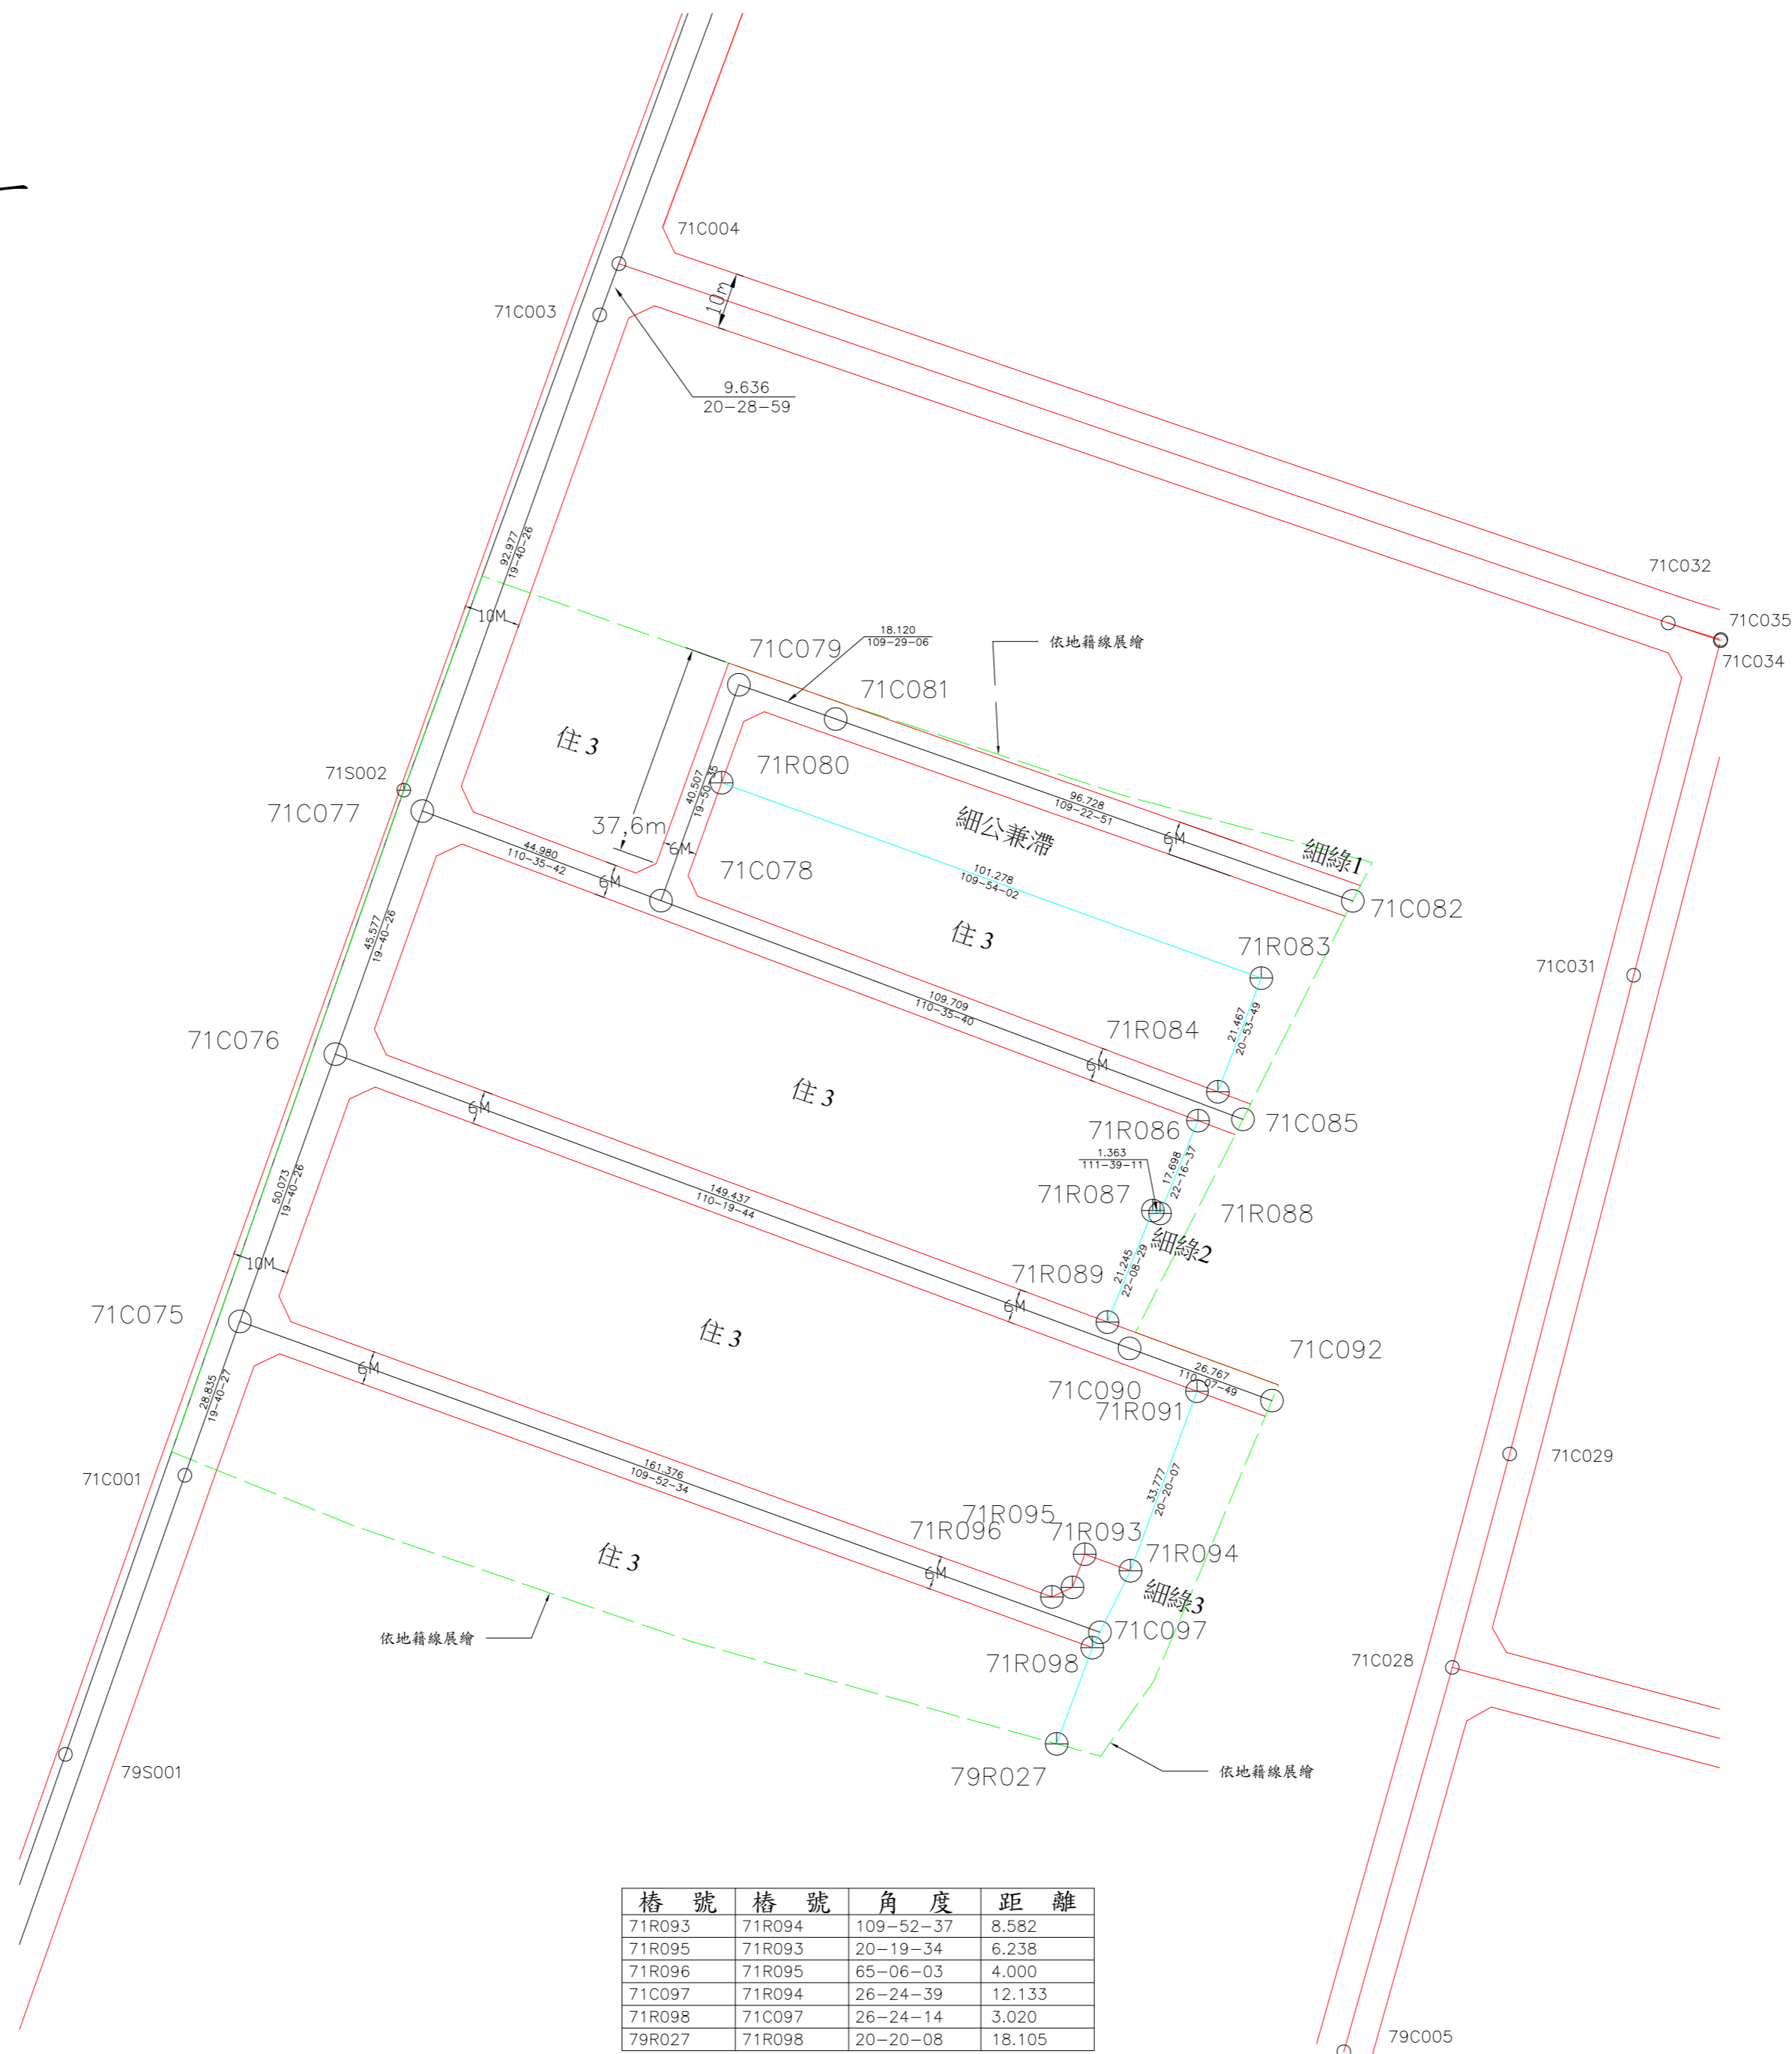 71C004
71C003
10m
9.636
20-28-59
92.977
19-40-26
71C032
71C035
71C034
10M
18.120
109-29-06
依地籍線展繪
71C079
71C081
住 3
71S002
71C077
71R080
40.507
19-50-35
37,6m
6M
96.728
109-22-51
6M
細公兼滯
細綠1
44.980
110-35-42
6M
71C078
101.278
109-54-02
71C082
住 3
71R083
71C031
45.577
19-40-26
109.709
110-35-40
71R084
21.467
20-53-49
71C076
6M
住 3
6M
71R086
71C085
1.363
111-39-11
17.698
22-16-37
50.073
19-40-26
149.437
110-19-44
71R087
71R088
細綠2
10M
71R089
21.245
22-08-29
6M
71C075
住 3
71C092
6M
26.767
110-07-49
71C090
71R091
28.835
19-40-27
71C001
161.376
109-52-34
33.777
20-20-07
71C029
71R095
71R096
71R093
71R094
住 3
6M
細綠3
依地籍線展繪
71C097
71R098
71C028
79S001
79R027
依地籍線展繪
樁 號 樁 號 角 度 距 離
71R093 71R094 109-52-37 8.582
71R095 71R093 20-19-34 6.238
71R096 71R095 65-06-03 4.000
71C097 71R094 26-24-39 12.133
71R098 71C097 26-24-14 3.020
79R027 71R098 20-20-08 18.105
79C005